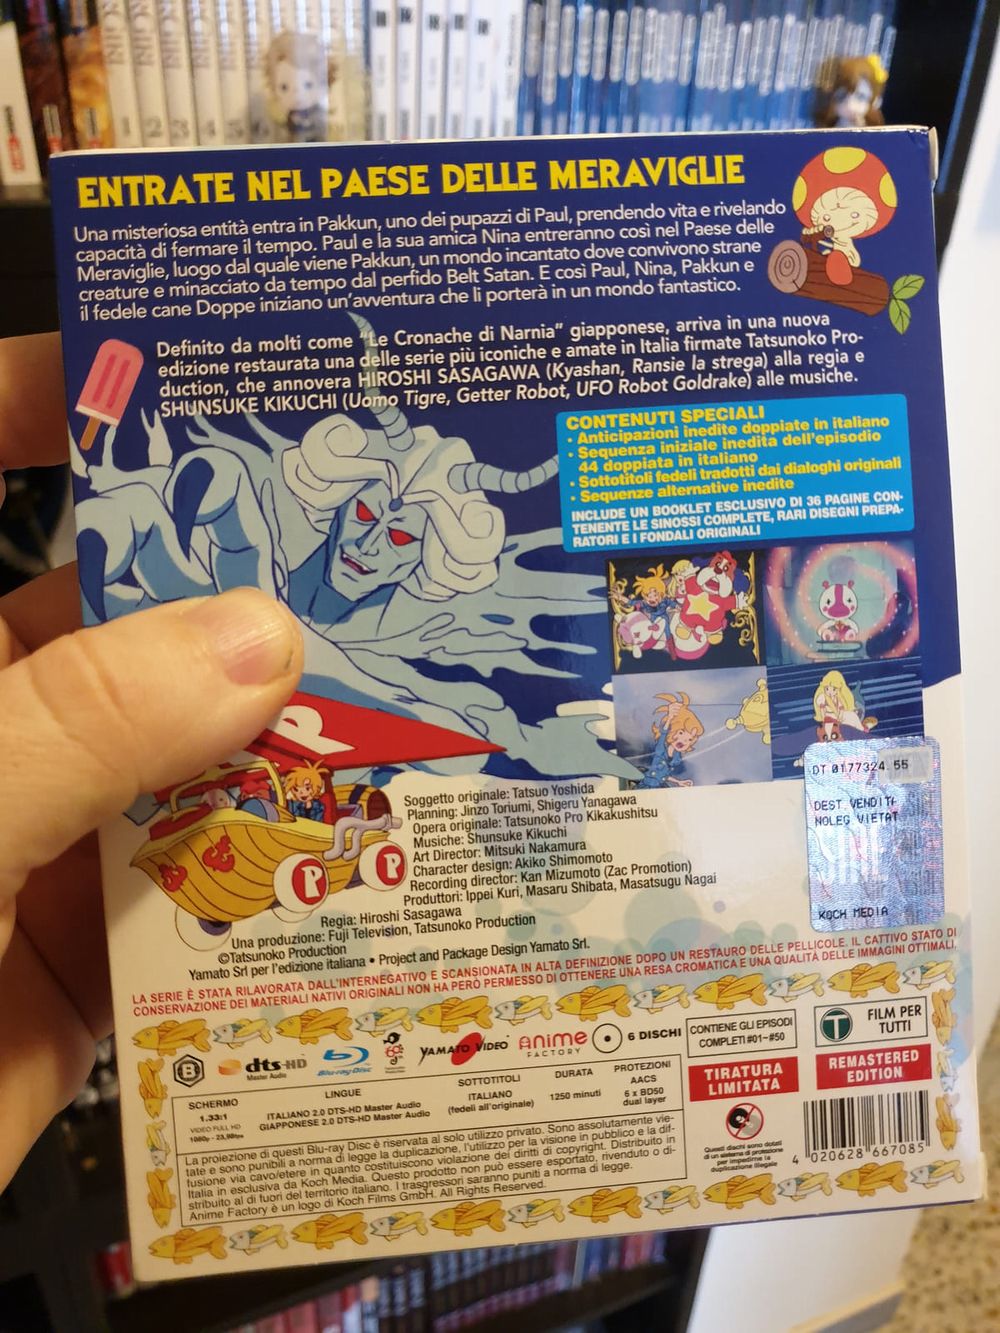 ENTRATE NEL PAESE DELLE MERAVIGLIE
Una misteriosa entità entra in Pakkun, uno dei pupazzi di Paul, prendendo vita e rivelando
capacità di fermare il tempo. Paul e la sua amica Nina entreranno così nel Paese delle
Meraviglie, luogo dal quale viene Pakkun, un mondo incantato dove convivono strane
creature e minacciato da tempo dal perfido Belt Satan. E così Paul, Nina, Pakkun e
il fedele cane Doppe iniziano un'avventura che li porterà in un mondo fantastico.
Definito da molti come "Le Cronache di Narnia" giapponese, arriva in una nuova
edizione restaurata una delle serie più iconiche e amate in Italia firmate Tatsunoko Pro-
duction, che annovera HIROSHI SASAGAWA (Kyashan, Ransie la strega) alla regia e
SHUNSUKE KIKUCHI (Uomo Tigre, Getter Robot, UFO Robot Goldrake) alle musiche.
CONTENUTI SPECIALI
• Anticipazioni inedite doppiate in italiano
• Sequenza iniziale inedita dell'episodio
44 doppiata in italiano
• Sottotitoli fedeli tradotti dai dialoghi originali
• Sequenze alternative inedite
INCLUDE UN BOOKLET ESCLUSIVO DI 36 PAGINE CON-
TENENTE LE SINOSSI COMPLETE, RARI DISEGNI PREPA-
RATORI E I FONDALI ORIGINALI
DT 0177324 55
DEST. VENDITA
NOLEG VIETAT
KOCH MEDIA
P
P
P
Soggetto originale: Tatsuo Yoshida
Planning: Jinzo Toriumi, Shigeru Yanagawa
Opera originale: Tatsunoko Pro Kikakushitsu
Musiche: Shunsuke Kikuchi
Art Director: Mitsuki Nakamura
Character design: Akiko Shimomoto
Recording director: Kan Mizumoto (Zac Promotion)
Produttori: Ippei Kuri, Masaru Shibata, Masatsugu Nagai
Regia: Hiroshi Sasagawa
Una produzione: Fuji Television, Tatsunoko Production
©Tatsunoko Production
Yamato Srl per l'edizione italiana • Project and Package Design Yamato Srl.
LA SERIE È STATA RILAVORATA DALL'INTERNEGATIVO E SCANSIONATA IN ALTA DEFINIZIONE DOPO UN RESTAURO DELLE PELLICOLE. IL CATTIVO STATO DI
CONSERVAZIONE DEI MATERIALI NATIVI ORIGINALI NON HA PERÒ PERMESSO DI OTTENERE UNA RESA CROMATICA E UNA QUALITÀ DELLE IMMAGINI OTTIMALI.
B
dts-HD
Master Audio
Blu-ray Disc
YAMATO VIDEO
Anime
FACTORY
6 DISCHI
CONTIENE GLI EPISODI
COMPLETI #01~#50
T
FILM PER
TUTTI
TIRATURA
LIMITATA
REMASTERED
EDITION
SCHERMO
1.33:1
VIDEO FULL HD
1080p - 23,98fps
LINGUE
ITALIANO 2.0 DTS-HD Master Audio
GIAPPONESE 2.0 DTS-HD Master Audio
SOTTOTITOLI
ITALIANO
(fedeli all'originale)
DURATA
1250 minuti
PROTEZIONI
AACS
6 x BD50
dual layer
La proiezione di questi Blu-ray Disc è riservata al solo utilizzo privato. Sono assolutamente vie-
tate e sono punibili a norma di legge la duplicazione, l'utilizzo per la visione in pubblico e la dif-
fusione via cavo/etere in quanto costituiscono violazione dei diritti di copyright. Distribuito in
Italia in esclusiva da Koch Media. Questo prodotto non può essere esportato, rivenduto o di-
stribuito al di fuori del territorio italiano. I trasgressori saranno puniti a norma di legge.
Anime Factory è un logo di Koch Films GmbH. All Rights Reserved.
Questi dischi sono dotati
di un sistema di protezione
per impedirne la
duplicazione illegale
4 020628 667085